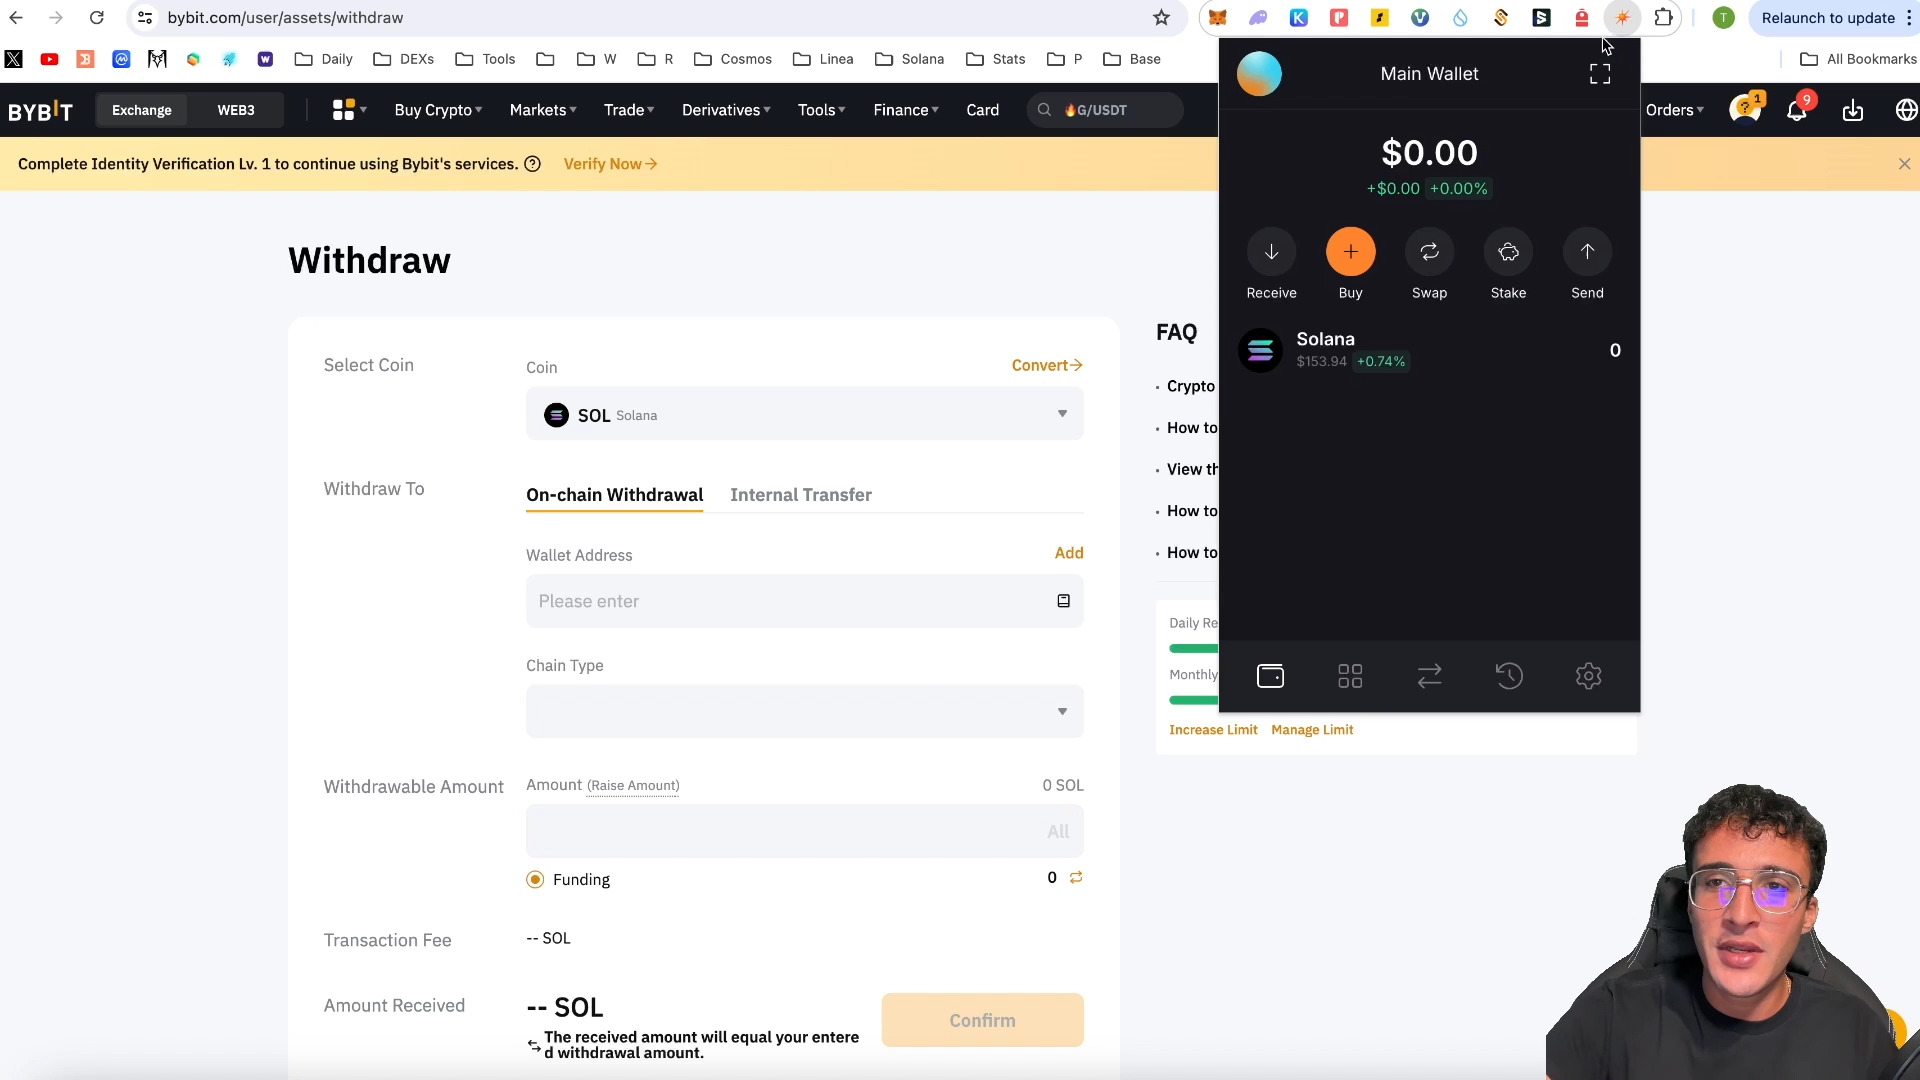 bybit.com/user/assets/withdraw
Relaunch to update
Daily
DEXs
Tools
W
R
Cosmos
Linea
Solana
Stats
P
Base
All Bookmarks
BYBIT
Exchange
WEB3
Buy Crypto
Markets
Trade
Derivatives
Tools
Finance
Card
🔥G/USDT
Orders
1
9
Complete Identity Verification Lv. 1 to continue using Bybit's services.
Verify Now
Withdraw
Select Coin
Coin
Convert
SOL Solana
Withdraw To
On-chain Withdrawal
Internal Transfer
Wallet Address
Add
Please enter
Chain Type
Withdrawable Amount
Amount (Raise Amount)
0 SOL
All
Funding
0
Transaction Fee
-- SOL
Amount Received
-- SOL
The received amount will equal your entere
d withdrawal amount.
Confirm
FAQ
Crypto
How to
View th
How to
How to
Daily Re
Monthly
Increase Limit
Manage Limit
Main Wallet
$0.00
+$0.00 +0.00%
Receive
Buy
Swap
Stake
Send
Solana
$153.94 +0.74%
0
T